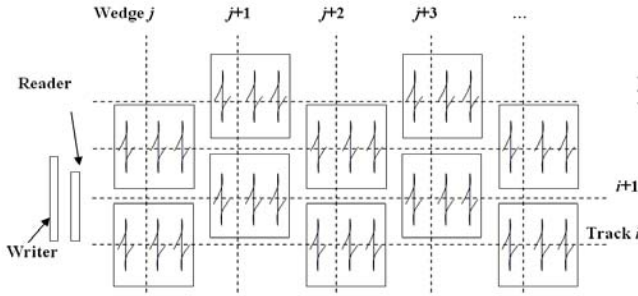 Wedge j j+1 j+2 j+3 ...
Reader
i+1
Track i
Writer